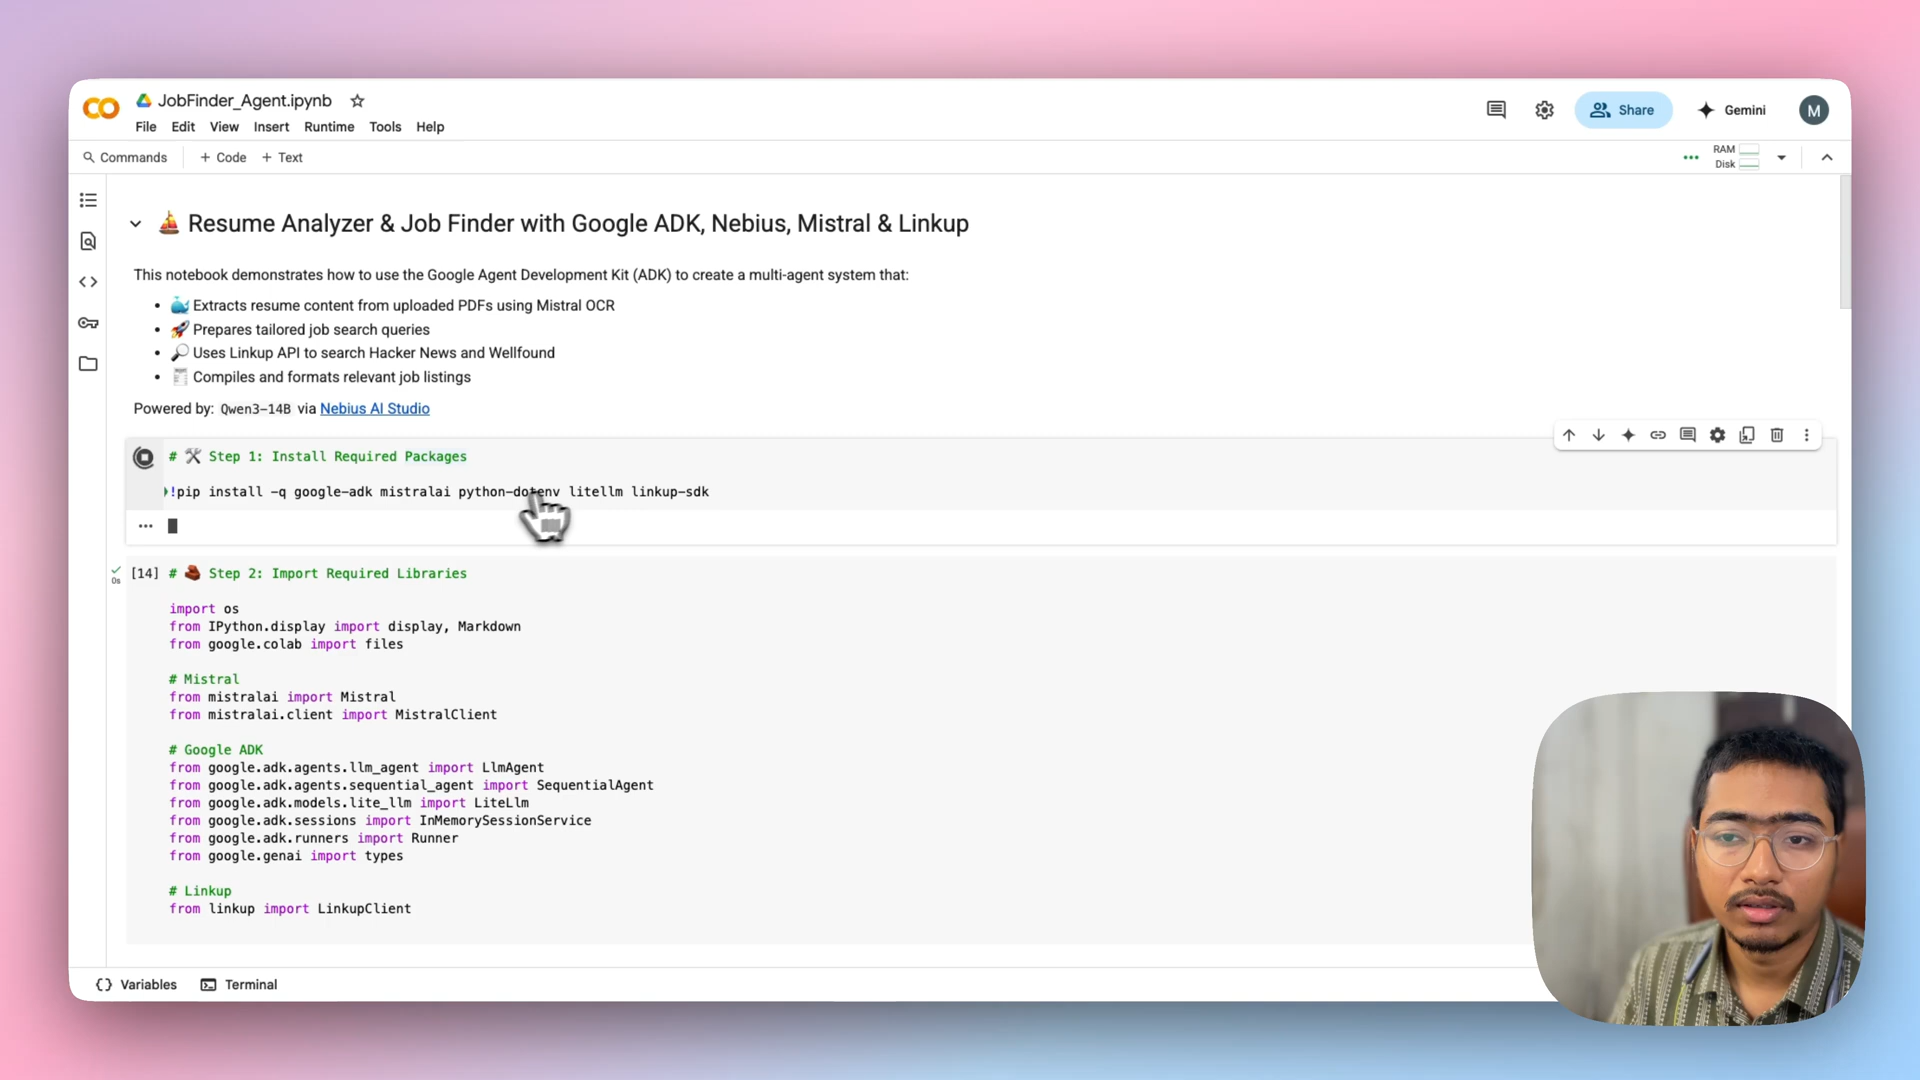 JobFinder_Agent.ipynb
File Edit View Insert Runtime Tools Help
Share
Gemini
M
Commands + Code + Text
RAM
Disk
Resume Analyzer & Job Finder with Google ADK, Nebius, Mistral & Linkup
This notebook demonstrates how to use the Google Agent Development Kit (ADK) to create a multi-agent system that:
• 🐳 Extracts resume content from uploaded PDFs using Mistral OCR
• 🚀 Prepares tailored job search queries
• 🔎 Uses Linkup API to search Hacker News and Wellfound
• 🧾 Compiles and formats relevant job listings
Powered by: Qwen3-14B via Nebius AI Studio
# 🛠 Step 1: Install Required Packages
!pip install -q google-adk mistralai python-dotenv litellm linkup-sdk
[14] # Step 2: Import Required Libraries
0s
import os
from IPython.display import display, Markdown
from google.colab import files
# Mistral
from mistralai import Mistral
from mistralai.client import MistralClient
# Google ADK
from google.adk.agents.llm_agent import LlmAgent
from google.adk.agents.sequential_agent import SequentialAgent
from google.adk.models.lite_llm import LiteLlm
from google.adk.sessions import InMemorySessionService
from google.adk.runners import Runner
from google.genai import types
# Linkup
from linkup import LinkupClient
{} Variables Terminal